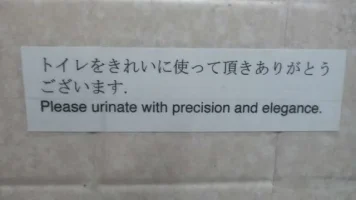 トイレをきれいに使って頂きありがとう
ございます.
Please urinate with precision and elegance.